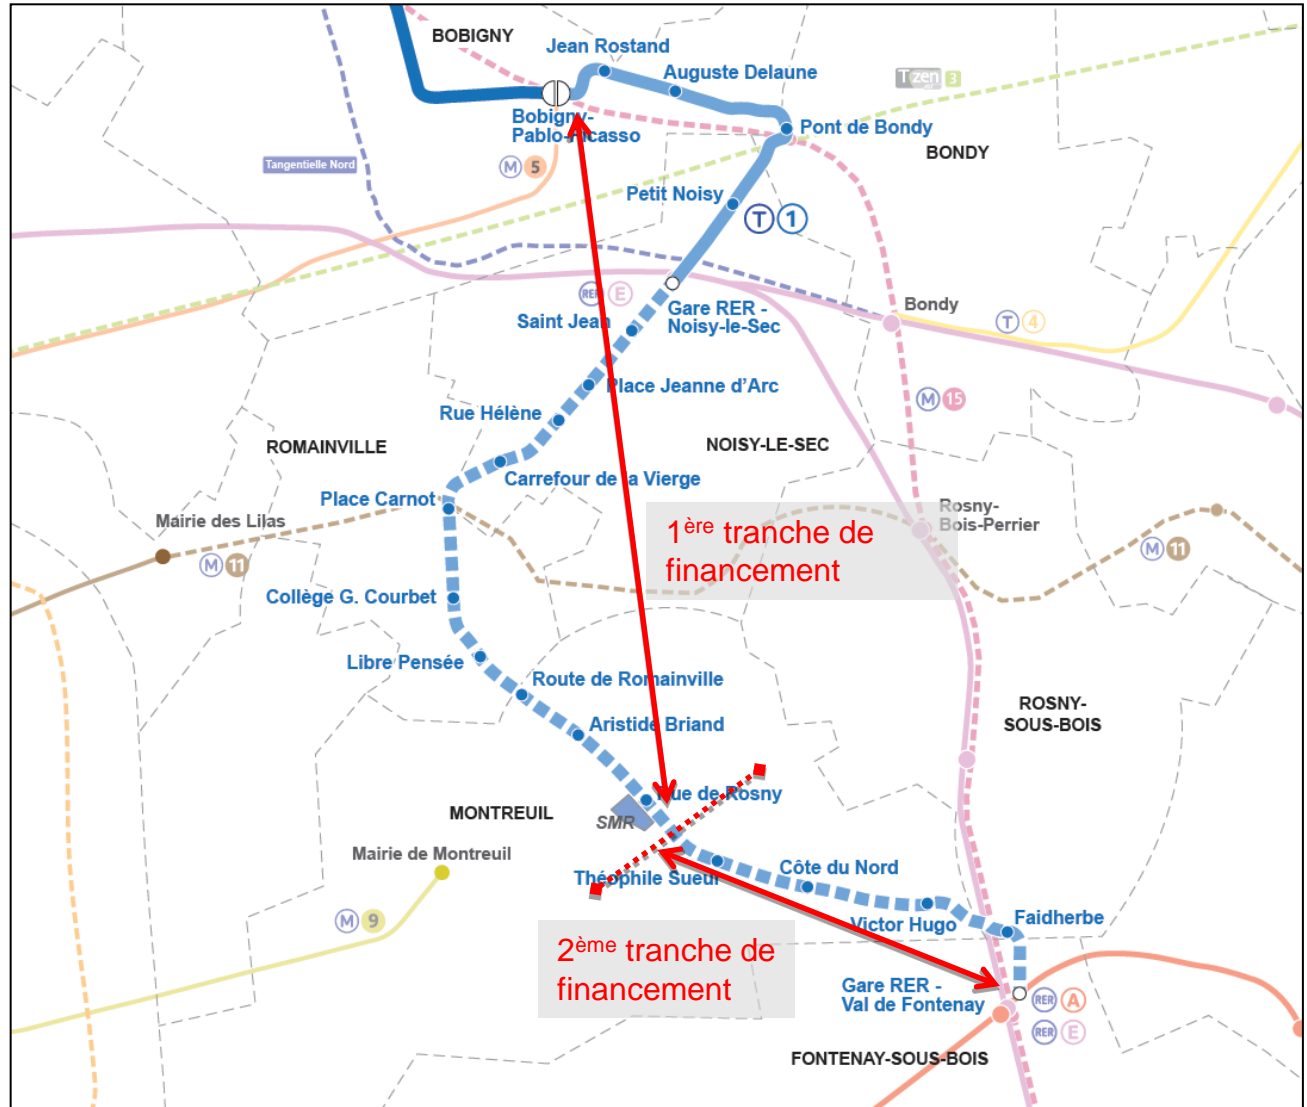 BOBIGNY
Jean Rostand
Auguste Delaune
T zen 3
Bobigny-
Pablo-Picasso
Pont de Bondy
BONDY
Tangentielle Nord
M 5
Petit Noisy
T 1
RER E
Gare RER -
Noisy-le-Sec
Bondy
Saint Jean
T 4
Place Jeanne d'Arc
M 15
Rue Hélène
ROMAINVILLE
NOISY-LE-SEC
Carrefour de la Vierge
Place Carnot
Mairie des Lilas
Rosny-
Bois-Perrier
1ère tranche de
financement
M 11
M 11
Collège G. Courbet
Libre Pensée
Route de Romainville
ROSNY-
SOUS-BOIS
Aristide Briand
Rue de Rosny
MONTREUIL
SMR
Mairie de Montreuil
Théophile Sueur
Côte du Nord
M 9
Victor Hugo
Faidherbe
2ème tranche de
financement
Gare RER -
Val de Fontenay
RER A
RER E
FONTENAY-SOUS-BOIS